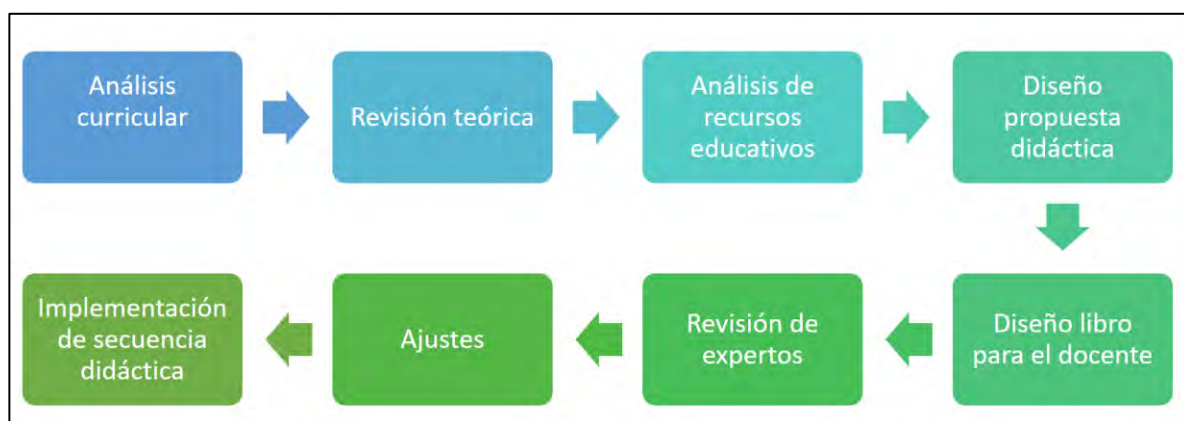 Análisis
curricular
Revisión teórica
Análisis de
recursos
educativos
Diseño
propuesta
didáctica
Diseño libro
para el docente
Revisión de
expertos
Ajustes
Implementación
de secuencia
didáctica